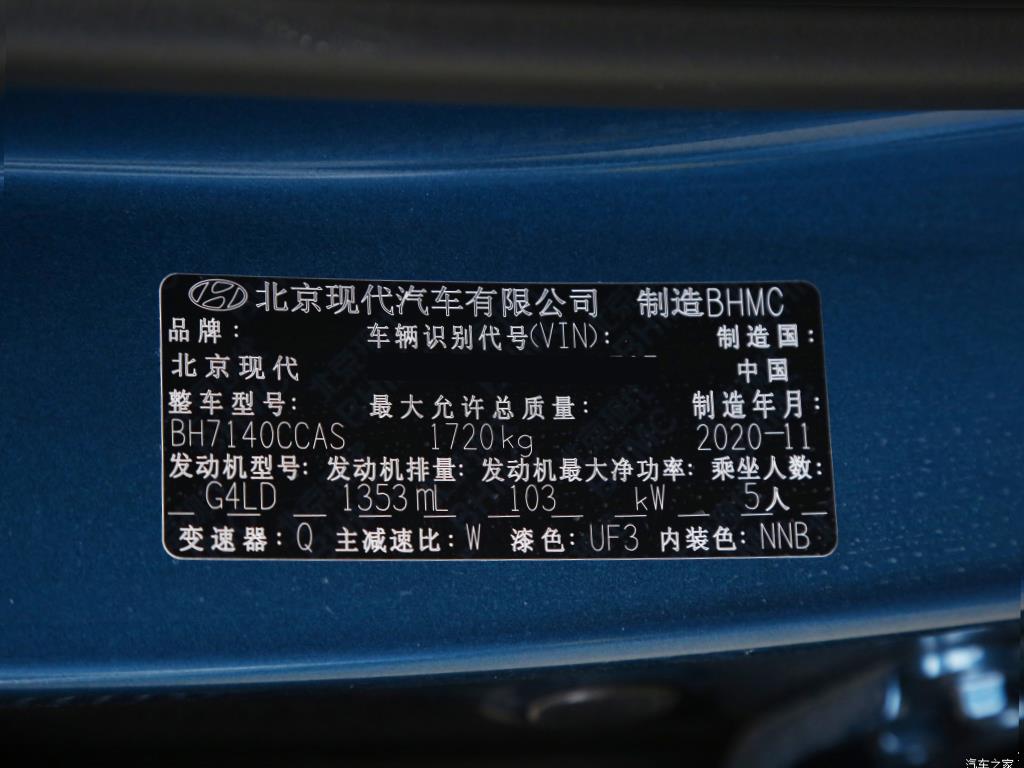 北京现代汽车有限公司 制造BHMC
品牌: 车辆识别代号(VIN): 制造国:
北京现代 中国
整车型号: 最大允许总质量: 制造年月:
BH7140CCAS 1720kg 2020-11
发动机型号: 发动机排量: 发动机最大净功率: 乘坐人数:
G4LD 1353mL 103 kW 5人
变速器: Q 主减速比: W 漆色: UF3 内装色: NNB
汽车之家